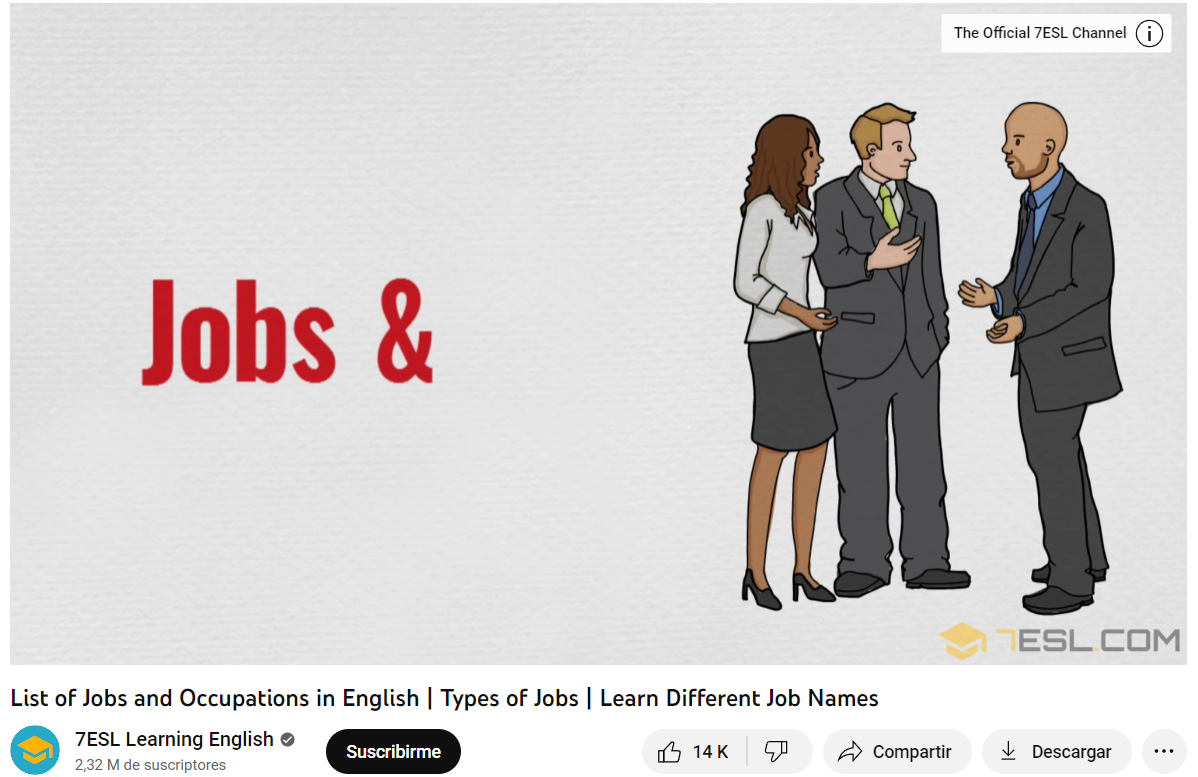 The Official 7ESL Channel
Jobs &
7ESL.COM
List of Jobs and Occupations in English | Types of Jobs | Learn Different Job Names
7ESL Learning English
2,32 M de suscriptores
Suscribirme
14 K
Compartir
Descargar